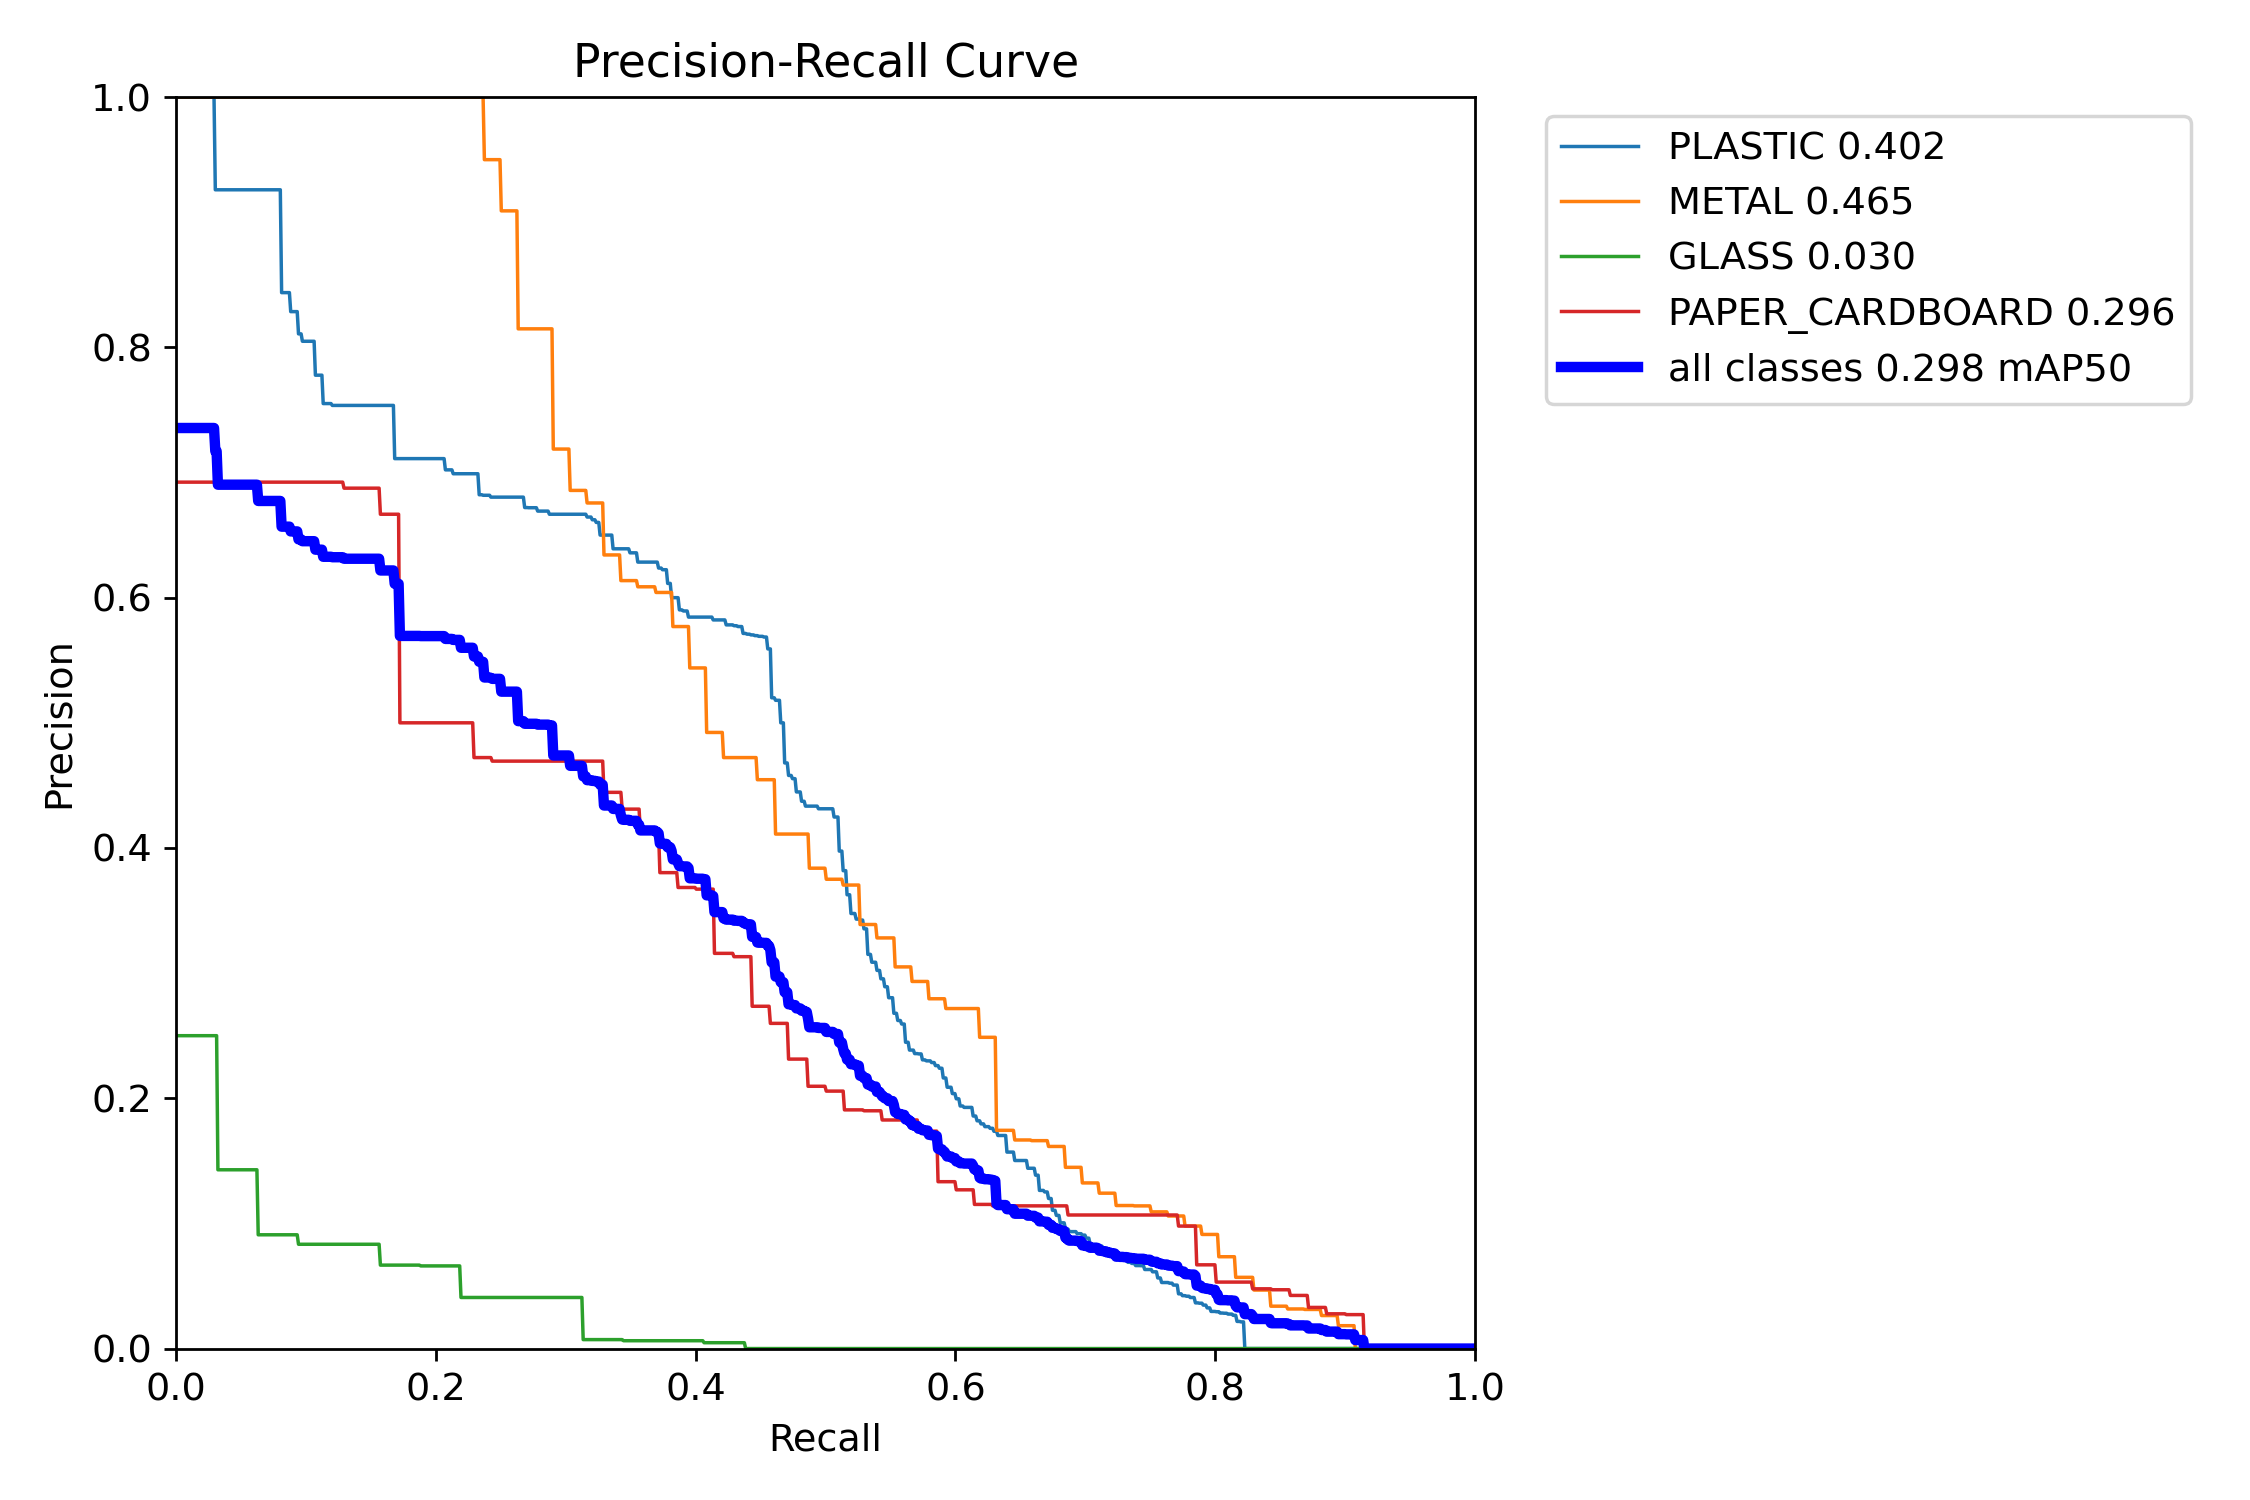 Precision-Recall Curve
1.0
0.8
0.6
0.4
0.2
0.0
Precision
0.0 0.2 0.4 0.6 0.8 1.0
Recall
PLASTIC 0.402
METAL 0.465
GLASS 0.030
PAPER_CARDBOARD 0.296
all classes 0.298 mAP50